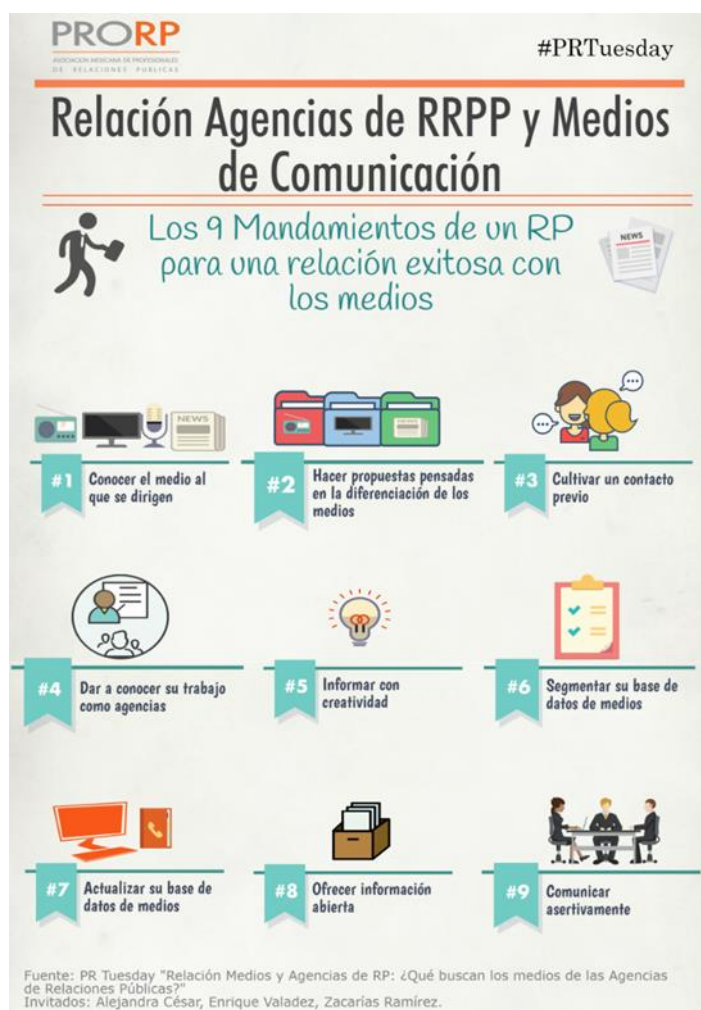 PRORP
ASOCIACIÓN MEXICANA DE PROFESIONALES
DE RELACIONES PÚBLICAS
#PRTuesday
Relación Agencias de RRPP y Medios
de Comunicación
Los 9 Mandamientos de un RP
para una relación exitosa con
los medios
NEWS
NEWS
#1 Conocer el medio al
que se dirigen
#2 Hacer propuestas pensadas
en la diferenciación de los
medios
#3 Cultivar un contacto
previo
#4 Dar a conocer su trabajo
como agencias
#5 Informar con
creatividad
#6 Segmentar su base de
datos de medios
#7 Actualizar su base de
datos de medios
#8 Ofrecer información
abierta
#9 Comunicar
asertivamente
Fuente: PR Tuesday "Relación Medios y Agencias de RP: ¿Qué buscan los medios de las Agencias
de Relaciones Públicas?"
Invitados: Alejandra César, Enrique Valadez, Zacarías Ramírez.